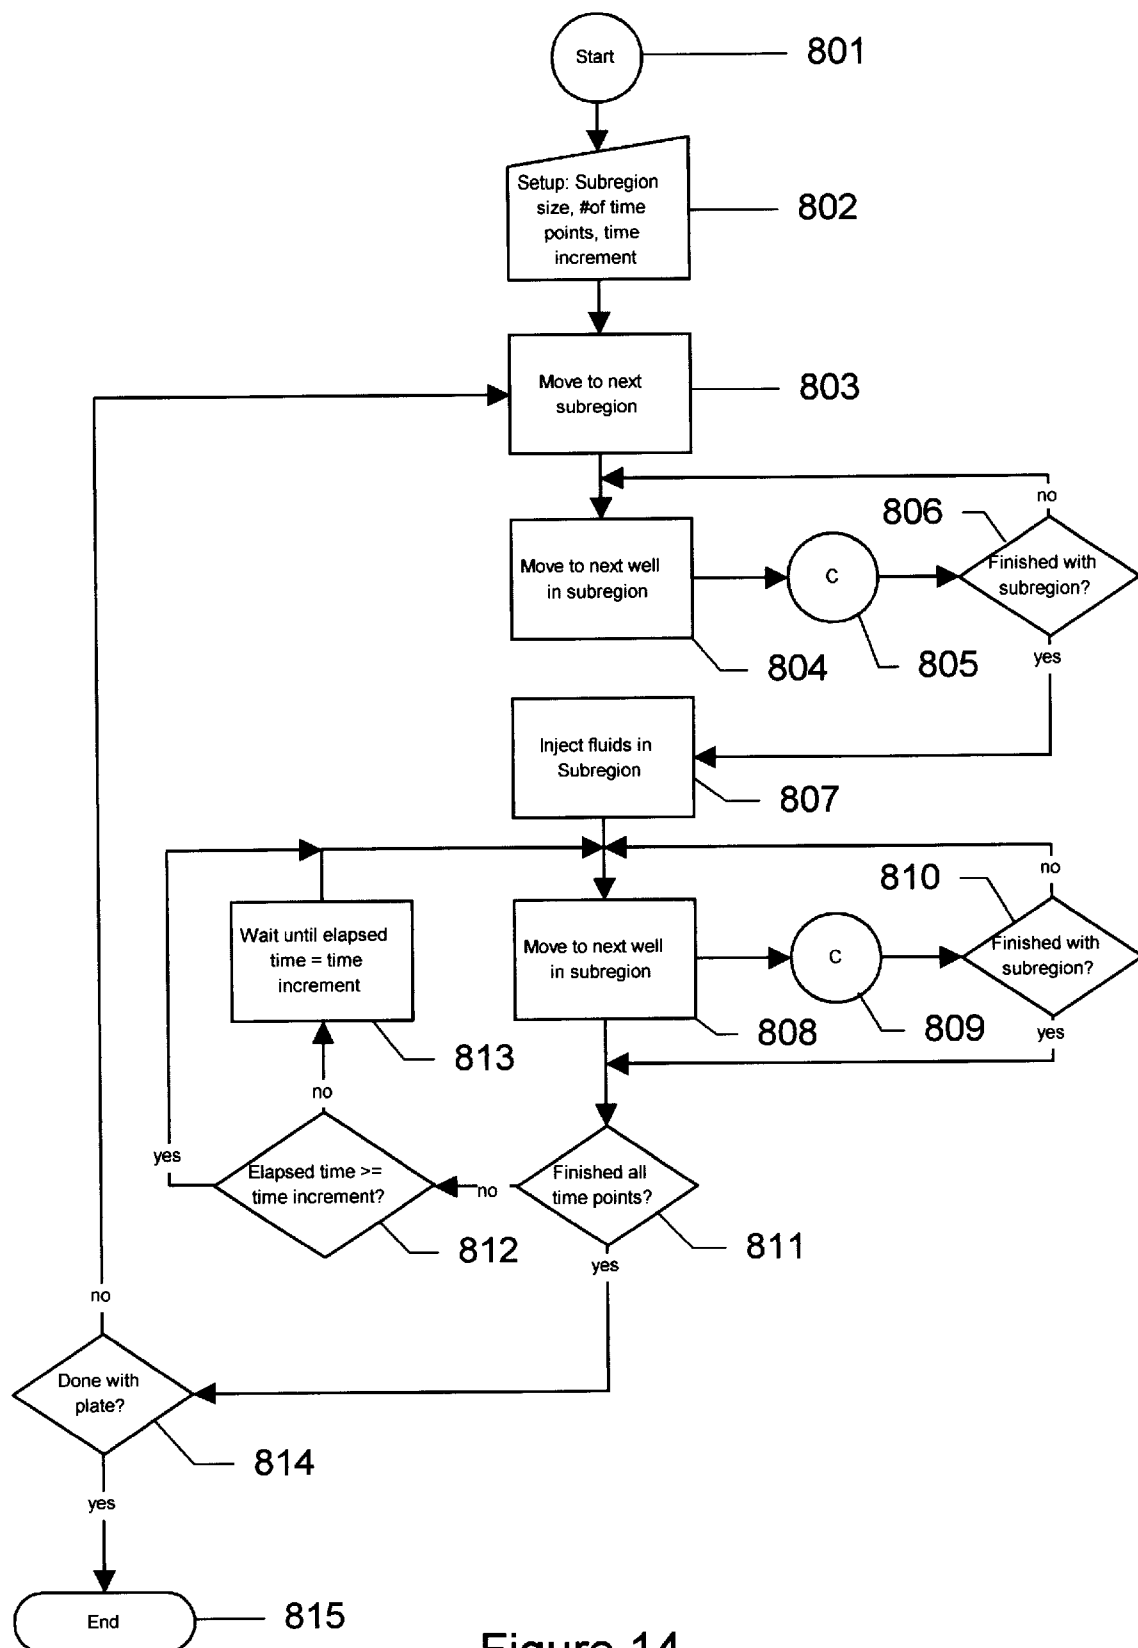 Start
801
Setup: Subregion
size, #of time
points, time
increment
802
Move to next
subregion
803
no
806
Move to next well
in subregion
C
Finished with
subregion?
804
805
yes
Inject fluids in
Subregion
807
no
810
Wait until elapsed
time = time
increment
Move to next well
in subregion
C
Finished with
subregion?
813
808
809
yes
no
yes
Elapsed time >=
time increment?
no
Finished all
time points?
812
811
yes
no
Done with
plate?
814
yes
End
815
Figure 14